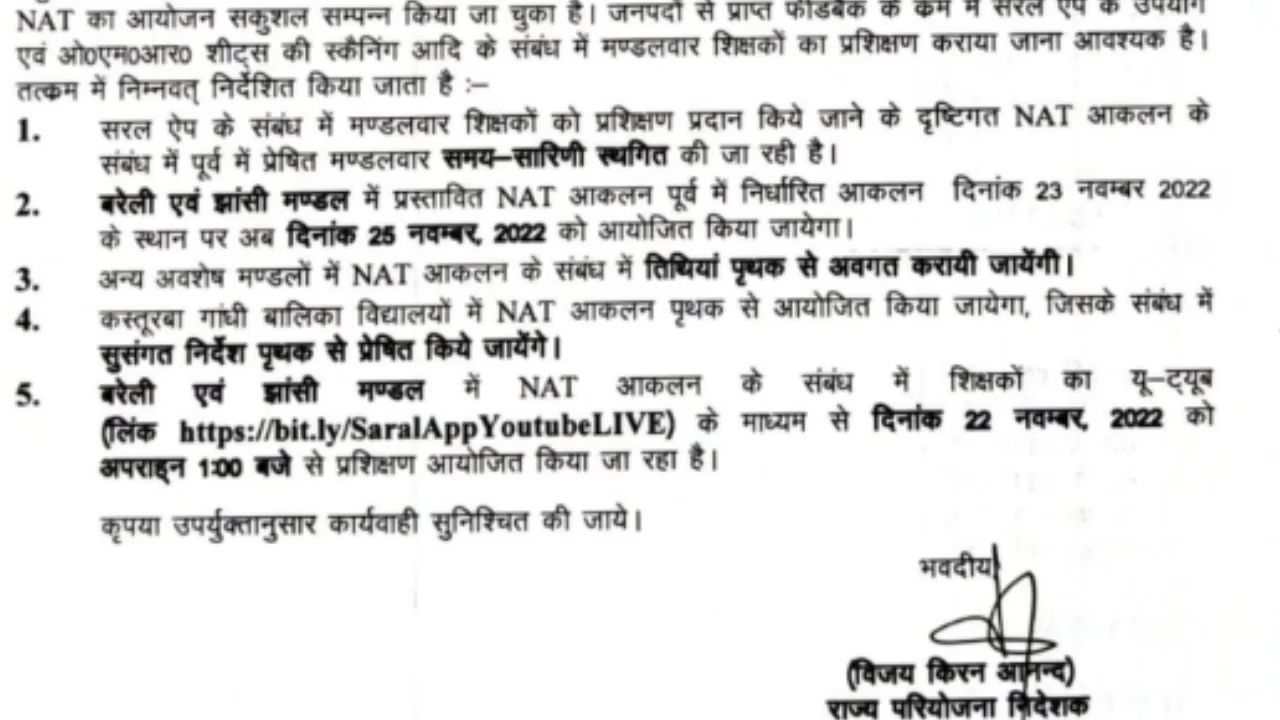 NAT का आयोजन सकुशल सम्पन्न किया जा चुका है। जनपदों से प्राप्त फीडबैक के कम में सरल ऐप के उपयोग
एवं ओ0एम0आर0 शीट्स की स्कैनिंग आदि के संबंध में मण्डलवार शिक्षकों का प्रशिक्षण कराया जाना आवश्यक है।
तत्कम में निम्नवत् निर्देशित किया जाता है :–
1. सरल ऐप के संबंध में मण्डलवार शिक्षकों को प्रशिक्षण प्रदान किये जाने के दृष्टिगत NAT आकलन के
संबंध में पूर्व में प्रेषित मण्डलवार समय–सारिणी स्थगित की जा रही है।
2. बरेली एवं झांसी मण्डल में प्रस्तावित NAT आकलन पूर्व में निर्धारित आकलन दिनांक 23 नवम्बर 2022
के स्थान पर अब दिनांक 25 नवम्बर, 2022 को आयोजित किया जायेगा।
3. अन्य अवशेष मण्डलों में NAT आकलन के संबंध में तिथियां पृथक से अवगत करायी जायेंगी।
4. कस्तूरबा गांधी बालिका विद्यालयों में NAT आकलन पृथक से आयोजित किया जायेगा, जिसके संबंध में
सुसंगत निर्देश पृथक से प्रेषित किये जायेंगे।
5. बरेली एवं झांसी मण्डल में NAT आकलन के संबंध में शिक्षकों का यू–ट्यूब
(लिंक https://bit.ly/SaralAppYoutubeLIVE) के माध्यम से दिनांक 22 नवम्बर, 2022 को
अपराह्न 1:00 बजे से प्रशिक्षण आयोजित किया जा रहा है।
कृपया उपर्युक्तानुसार कार्यवाही सुनिश्चित की जाये।
भवदीय
(विजय किरन आनन्द)
राज्य परियोजना निदेशक